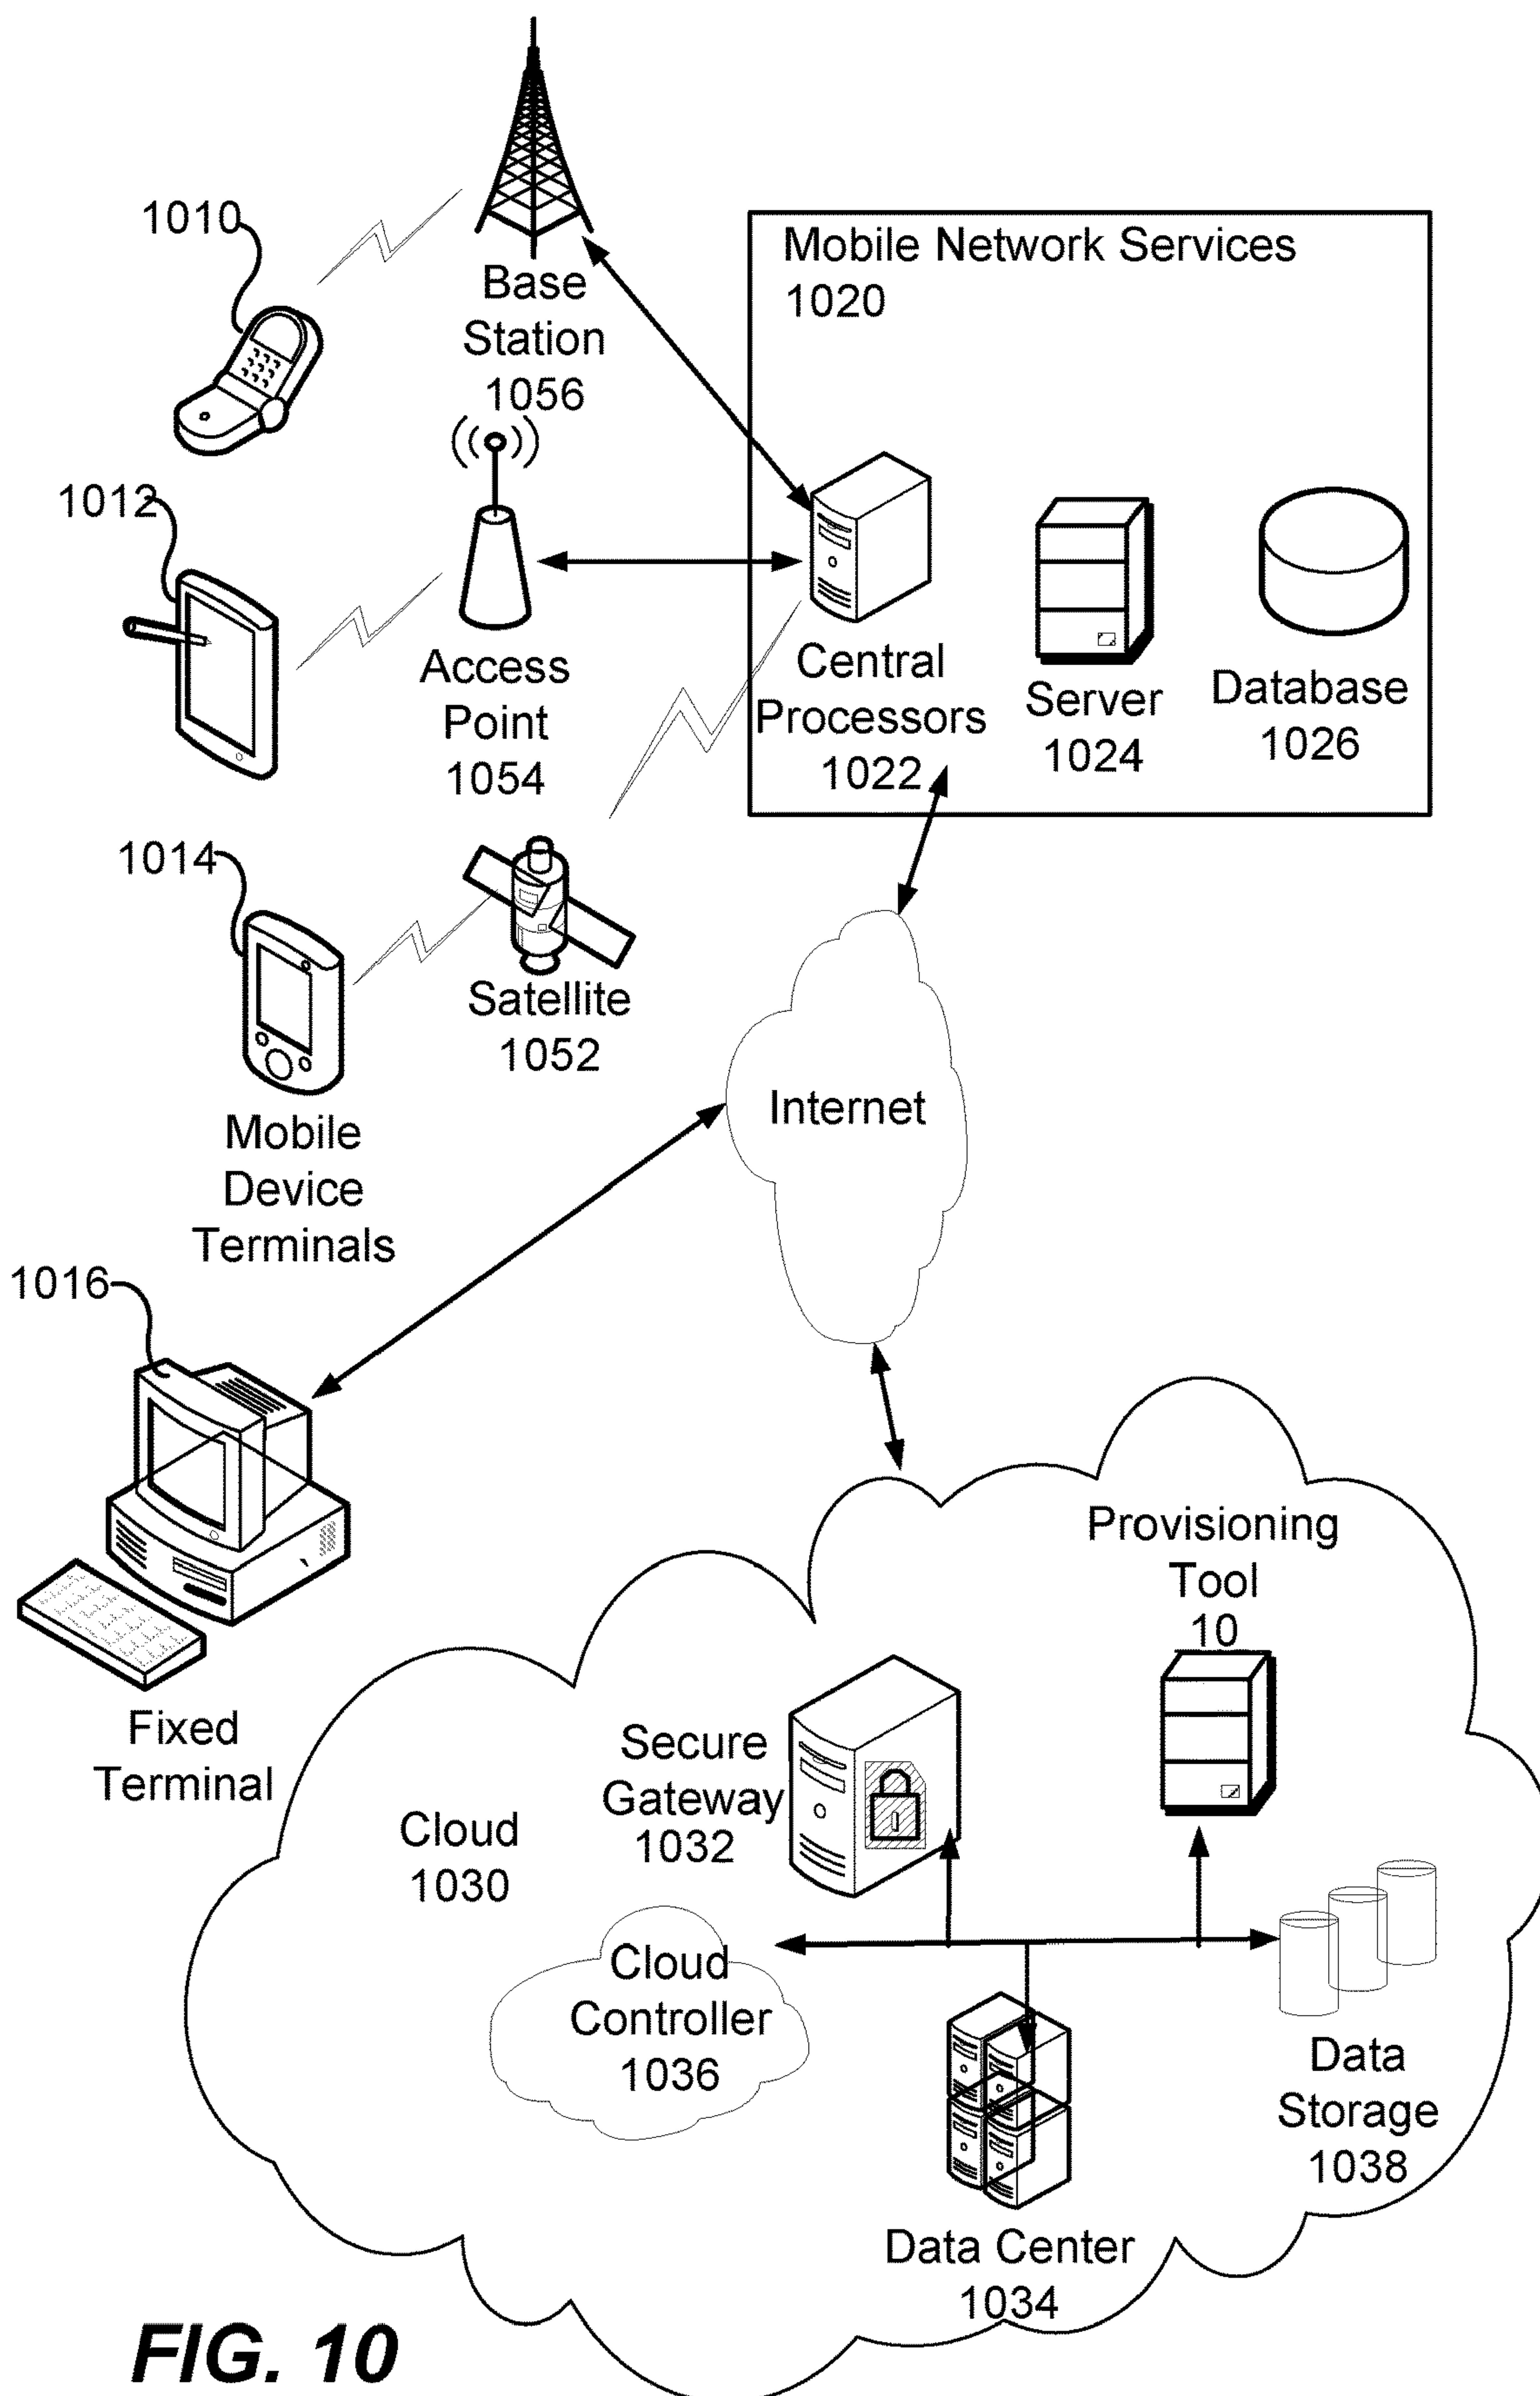 1010
Base
Station
1056
Mobile Network Services
1020
1012
Access
Point
1054
Central
Processors
1022
Server
1024
Database
1026
1014
Satellite
1052
Mobile
Device
Terminals
Internet
1016
Fixed
Terminal
Provisioning
Tool
10
Secure
Gateway
1032
Cloud
1030
Cloud
Controller
1036
Data
Storage
1038
Data Center
1034
FIG. 10